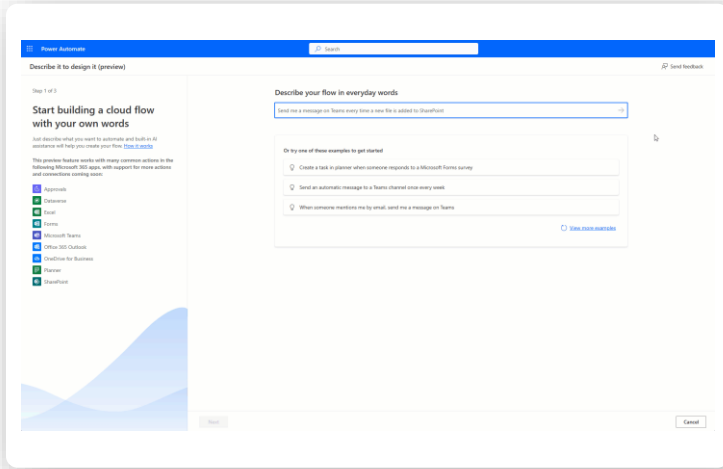 Power Automate
Search
Describe it to design it (preview)
Send feedback
Step 1 of 3
Start building a cloud flow
with your own words
Just describe what you want to automate and built-in AI
assistance will help you create your flow. How it works
This preview feature works with many common actions in the
following Microsoft 365 apps, with support for more actions
and connections coming soon:
Approvals
Dataverse
Excel
Forms
Microsoft Teams
Office 365 Outlook
OneDrive for Business
Planner
SharePoint
Describe your flow in everyday words
Send me a message on Teams every time a new file is added to SharePoint
Or try one of these examples to get started
Create a task in planner when someone responds to a Microsoft Forms survey
Send an automatic message to a Teams channel once every week
When someone mentions me by email, send me a message on Teams
View more examples
Next
Cancel